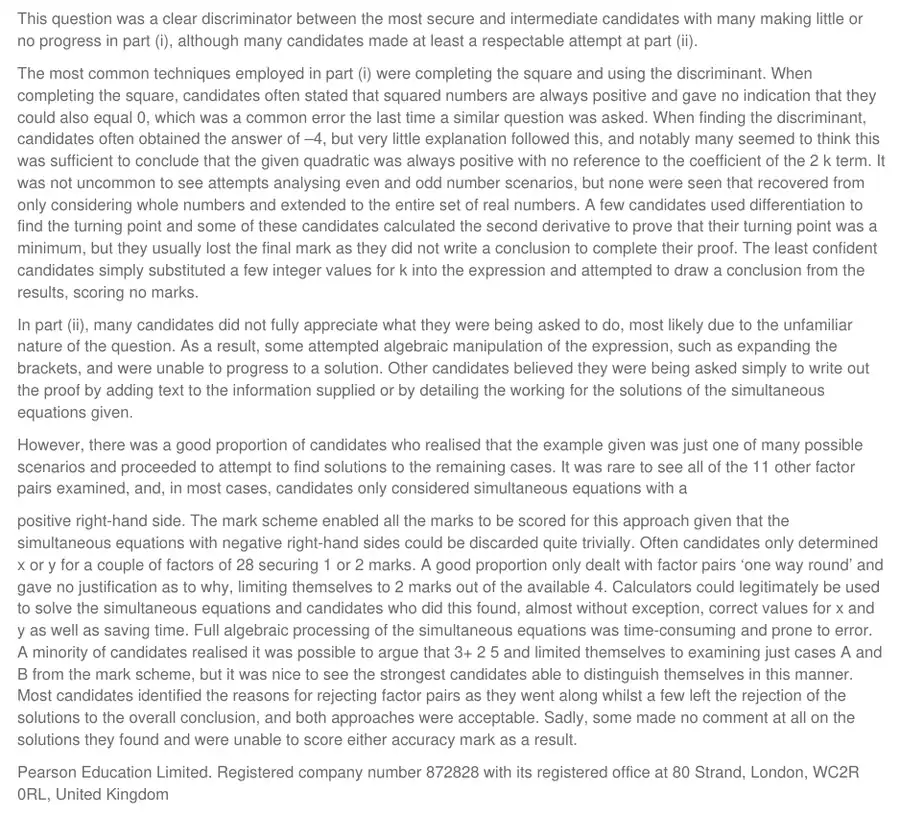 This question was a clear discriminator between the most secure and intermediate candidates with many making little or
no progress in part (i), although many candidates made at least a respectable attempt at part (ii).
The most common techniques employed in part (i) were completing the square and using the discriminant. When
completing the square, candidates often stated that squared numbers are always positive and gave no indication that they
could also equal 0, which was a common error the last time a similar question was asked. When finding the discriminant,
candidates often obtained the answer of –4, but very little explanation followed this, and notably many seemed to think this
was sufficient to conclude that the given quadratic was always positive with no reference to the coefficient of the 2 k term. It
was not uncommon to see attempts analysing even and odd number scenarios, but none were seen that recovered from
only considering whole numbers and extended to the entire set of real numbers. A few candidates used differentiation to
find the turning point and some of these candidates calculated the second derivative to prove that their turning point was a
minimum, but they usually lost the final mark as they did not write a conclusion to complete their proof. The least confident
candidates simply substituted a few integer values for k into the expression and attempted to draw a conclusion from the
results, scoring no marks.
In part (ii), many candidates did not fully appreciate what they were being asked to do, most likely due to the unfamiliar
nature of the question. As a result, some attempted algebraic manipulation of the expression, such as expanding the
brackets, and were unable to progress to a solution. Other candidates believed they were being asked simply to write out
the proof by adding text to the information supplied or by detailing the working for the solutions of the simultaneous
equations given.
However, there was a good proportion of candidates who realised that the example given was just one of many possible
scenarios and proceeded to attempt to find solutions to the remaining cases. It was rare to see all of the 11 other factor
pairs examined, and, in most cases, candidates only considered simultaneous equations with a
positive right-hand side. The mark scheme enabled all the marks to be scored for this approach given that the
simultaneous equations with negative right-hand sides could be discarded quite trivially. Often candidates only determined
x or y for a couple of factors of 28 securing 1 or 2 marks. A good proportion only dealt with factor pairs ‘one way round’ and
gave no justification as to why, limiting themselves to 2 marks out of the available 4. Calculators could legitimately be used
to solve the simultaneous equations and candidates who did this found, almost without exception, correct values for x and
y as well as saving time. Full algebraic processing of the simultaneous equations was time-consuming and prone to error.
A minority of candidates realised it was possible to argue that 3+ 2 5 and limited themselves to examining just cases A and
B from the mark scheme, but it was nice to see the strongest candidates able to distinguish themselves in this manner.
Most candidates identified the reasons for rejecting factor pairs as they went along whilst a few left the rejection of the
solutions to the overall conclusion, and both approaches were acceptable. Sadly, some made no comment at all on the
solutions they found and were unable to score either accuracy mark as a result.
Pearson Education Limited. Registered company number 872828 with its registered office at 80 Strand, London, WC2R
0RL, United Kingdom